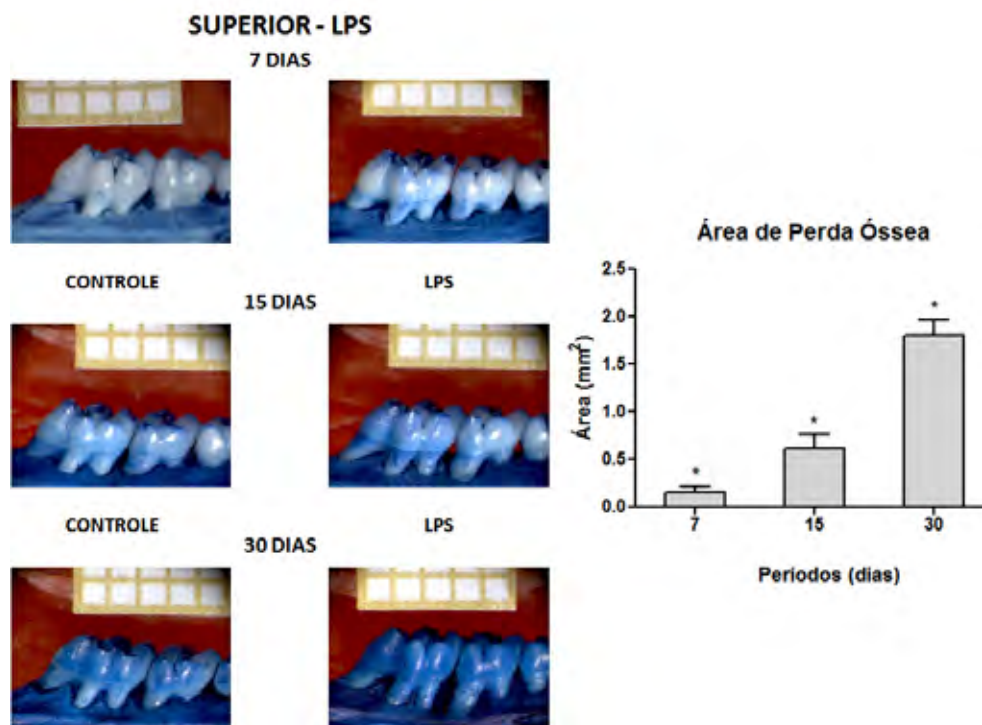 SUPERIOR - LPS
7 DIAS
CONTROLE
LPS
15 DIAS
CONTROLE
LPS
30 DIAS
Área de Perda Óssea
Área (mm²)
2.5
2.0
1.5
1.0
0.5
0.0
*
*
*
7
15
30
Períodos (dias)